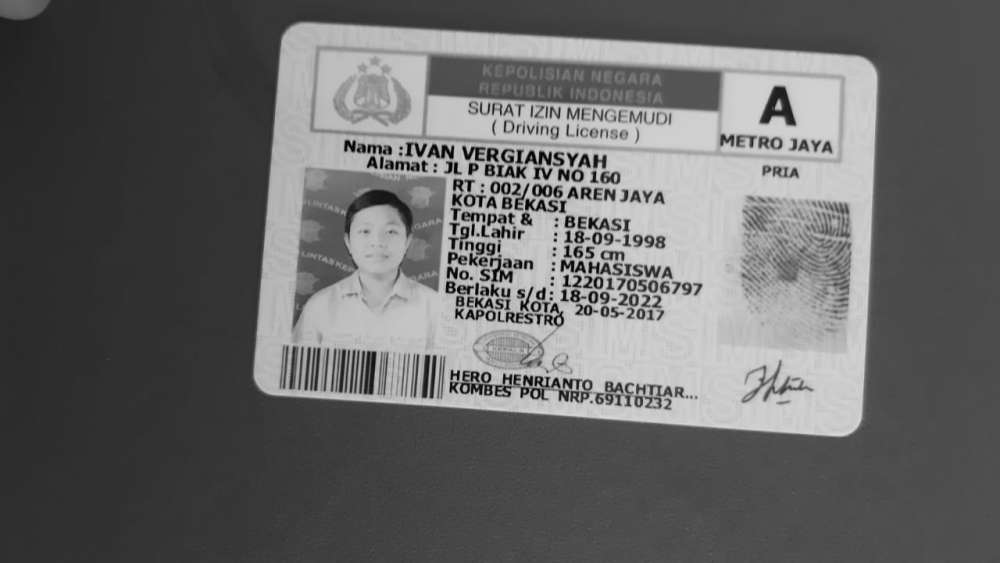 KEPOLISIAN NEGARA
REPUBLIK INDONESIA
SURAT IZIN MENGEMUDI
( Driving License )
A
METRO JAYA
PRIA
Nama :IVAN VERGIANSYAH
Alamat : JL P BIAK IV NO 160
RT : 002/006 AREN JAYA
KOTA BEKASI
Tempat & : BEKASI
Tgl.Lahir : 18-09-1998
Tinggi : 165 cm
Pekerjaan : MAHASISWA
No. SIM : 1220170506797
Berlaku s/d : 18-09-2022
BEKASI KOTA, 20-05-2017
KAPOLRESTRO
HERO HENRIANTO BACHTIAR...
KOMBES POL NRP.69110232